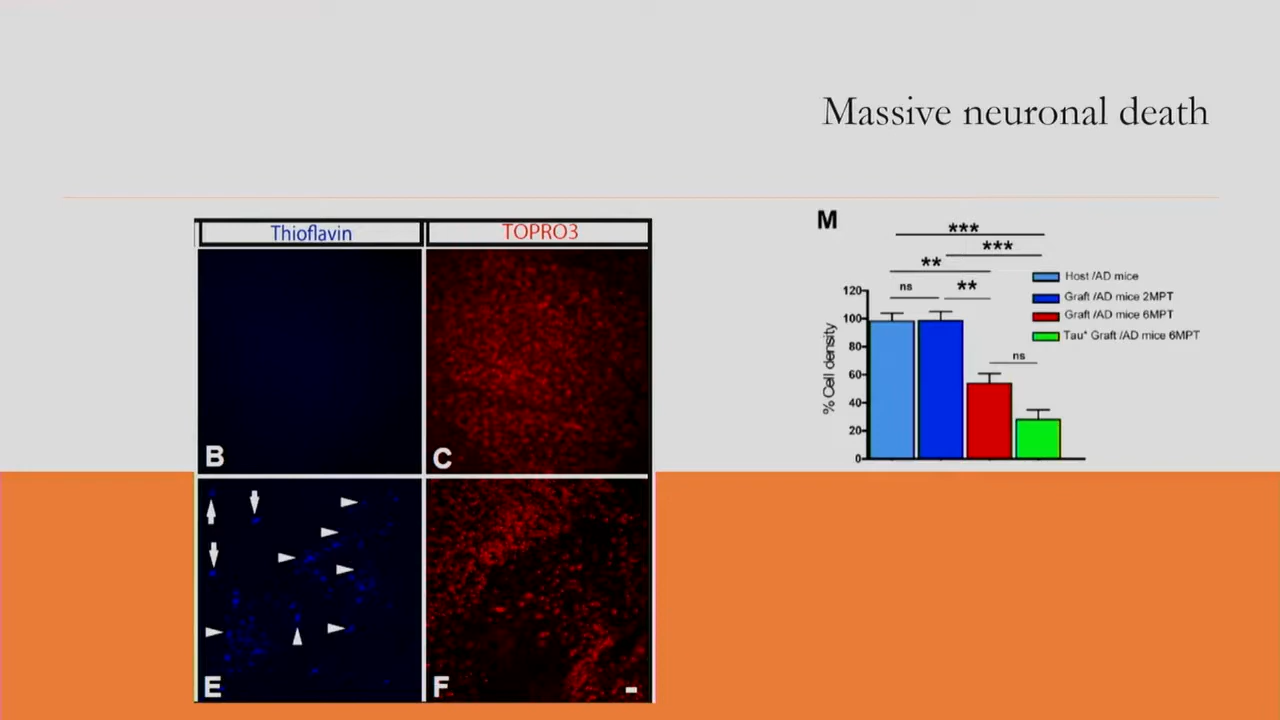 Massive neuronal death
Thioflavin
TOPRO3
B
C
E
F
M
***
***
**
ns
**
ns
Host /AD mice
Graft /AD mice 2MPT
Graft /AD mice 6MPT
Tau* Graft /AD mice 6MPT
% Cell density
120
100
80
60
40
20
0